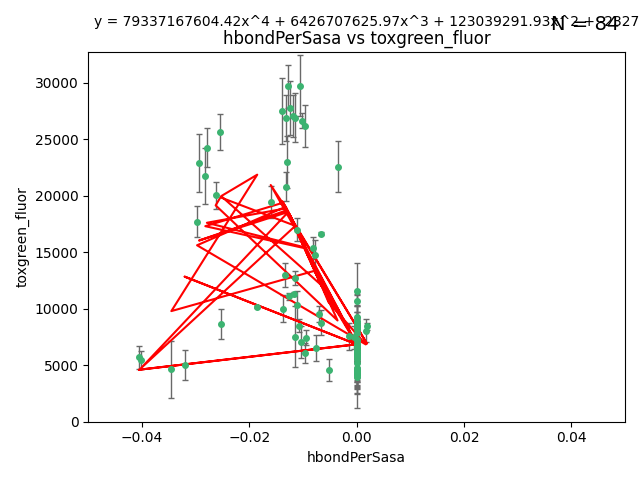 y = 79337167604.42x^4 + 6426707625.97x^3 + 123039291.93x^2 +
N = 84
hbondPerSasa vs toxgreen_fluor
30000
25000
20000
15000
10000
5000
0
toxgreen_fluor
−0.04
−0.02
0.00
0.02
0.04
hbondPerSasa